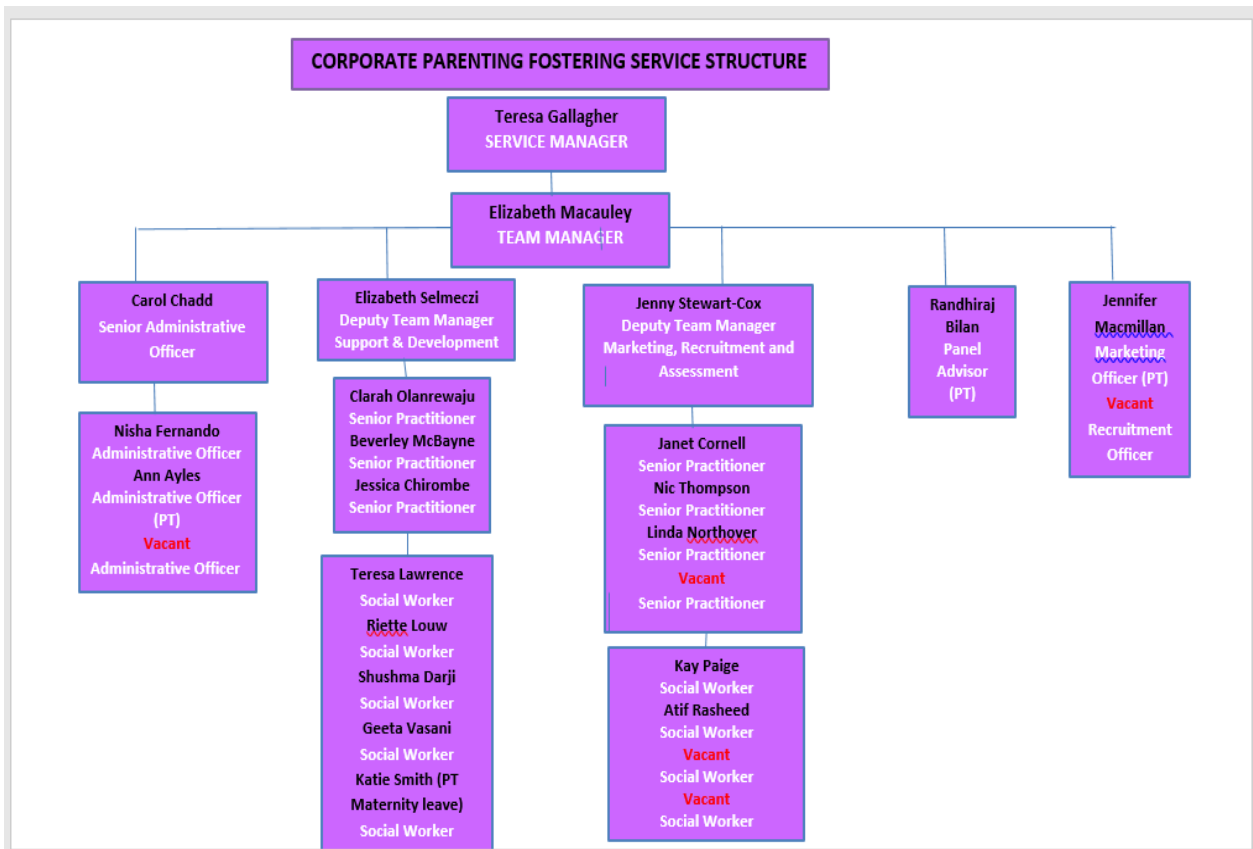 CORPORATE PARENTING FOSTERING SERVICE STRUCTURE
Teresa Gallagher
SERVICE MANAGER
Elizabeth Macauley
TEAM MANAGER
Carol Chadd
Senior Administrative
Officer
Nisha Fernando
Administrative Officer
Ann Ayles
Administrative Officer
(PT)
Vacant
Administrative Officer
Elizabeth Selmeczi
Deputy Team Manager
Support & Development
Clarah Olanrewaju
Senior Practitioner
Beverley McBayne
Senior Practitioner
Jessica Chirombe
Senior Practitioner
Teresa Lawrence
Social Worker
Riette Louw
Social Worker
Shushma Darji
Social Worker
Geeta Vasani
Social Worker
Katie Smith (PT
Maternity leave)
Social Worker
Jenny Stewart-Cox
Deputy Team Manager
Marketing, Recruitment and
Assessment
Janet Cornell
Senior Practitioner
Nic Thompson
Senior Practitioner
Linda Northover
Senior Practitioner
Vacant
Senior Practitioner
Kay Paige
Social Worker
Atif Rasheed
Social Worker
Vacant
Social Worker
Vacant
Social Worker
Randhiraj
Bilan
Panel
Advisor
(PT)
Jennifer
Macmillan
Marketing
Officer (PT)
Vacant
Recruitment
Officer